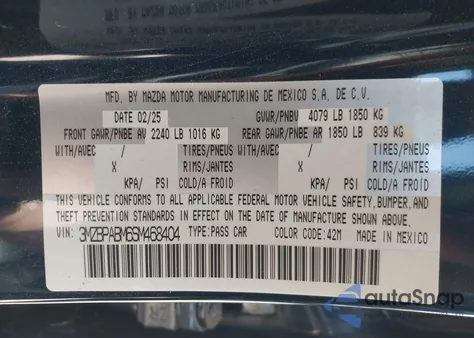 MFD. BY MAZDA MOTOR MANUFACTURING DE MEXICO S.A. DE C.V.
DATE 02/25 GVWR/PNBV 4079 LB 1850 KG
FRONT GAWR/PNBE AV 2240 LB 1016 KG REAR GAWR/PNBE AR 1850 LB 839 KG
WITH/AVEC / TIRES/PNEUS WITH/AVEC / TIRES/PNEUS
X RIMS/JANTES X RIMS/JANTES
KPA/ PSI COLD/A FROID KPA/ PSI COLD/A FROID
THIS VEHICLE CONFORMS TO ALL APPLICABLE FEDERAL MOTOR VEHICLE SAFETY, BUMPER, AND
THEFT PREVENTION STANDARDS IN EFFECT ON THE DATE OF MANUFACTURE SHOWN ABOVE.
VIN: 3MZBPABM6SM468404 TYPE: PASS CAR COLOR CODE: 42M MADE IN MEXICO
autoSnap